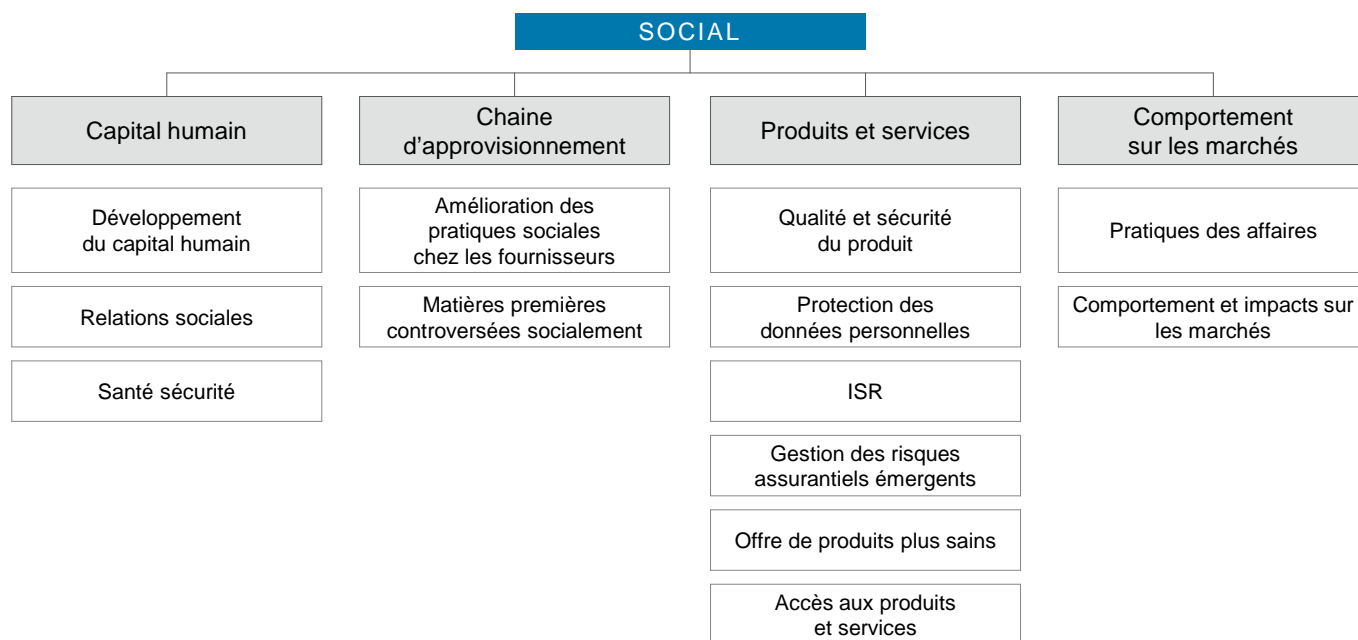 SOCIAL
Capital humain
Chaine
d'approvisionnement
Produits et services
Comportement
sur les marchés
Développement
du capital humain
Relations sociales
Santé sécurité
Amélioration des
pratiques sociales
chez les fournisseurs
Matières premières
controversées socialement
Qualité et sécurité
du produit
Protection des
données personnelles
ISR
Gestion des risques
assurantiels émergents
Offre de produits plus sains
Accès aux produits
et services
Pratiques des affaires
Comportement et impacts sur
les marchés